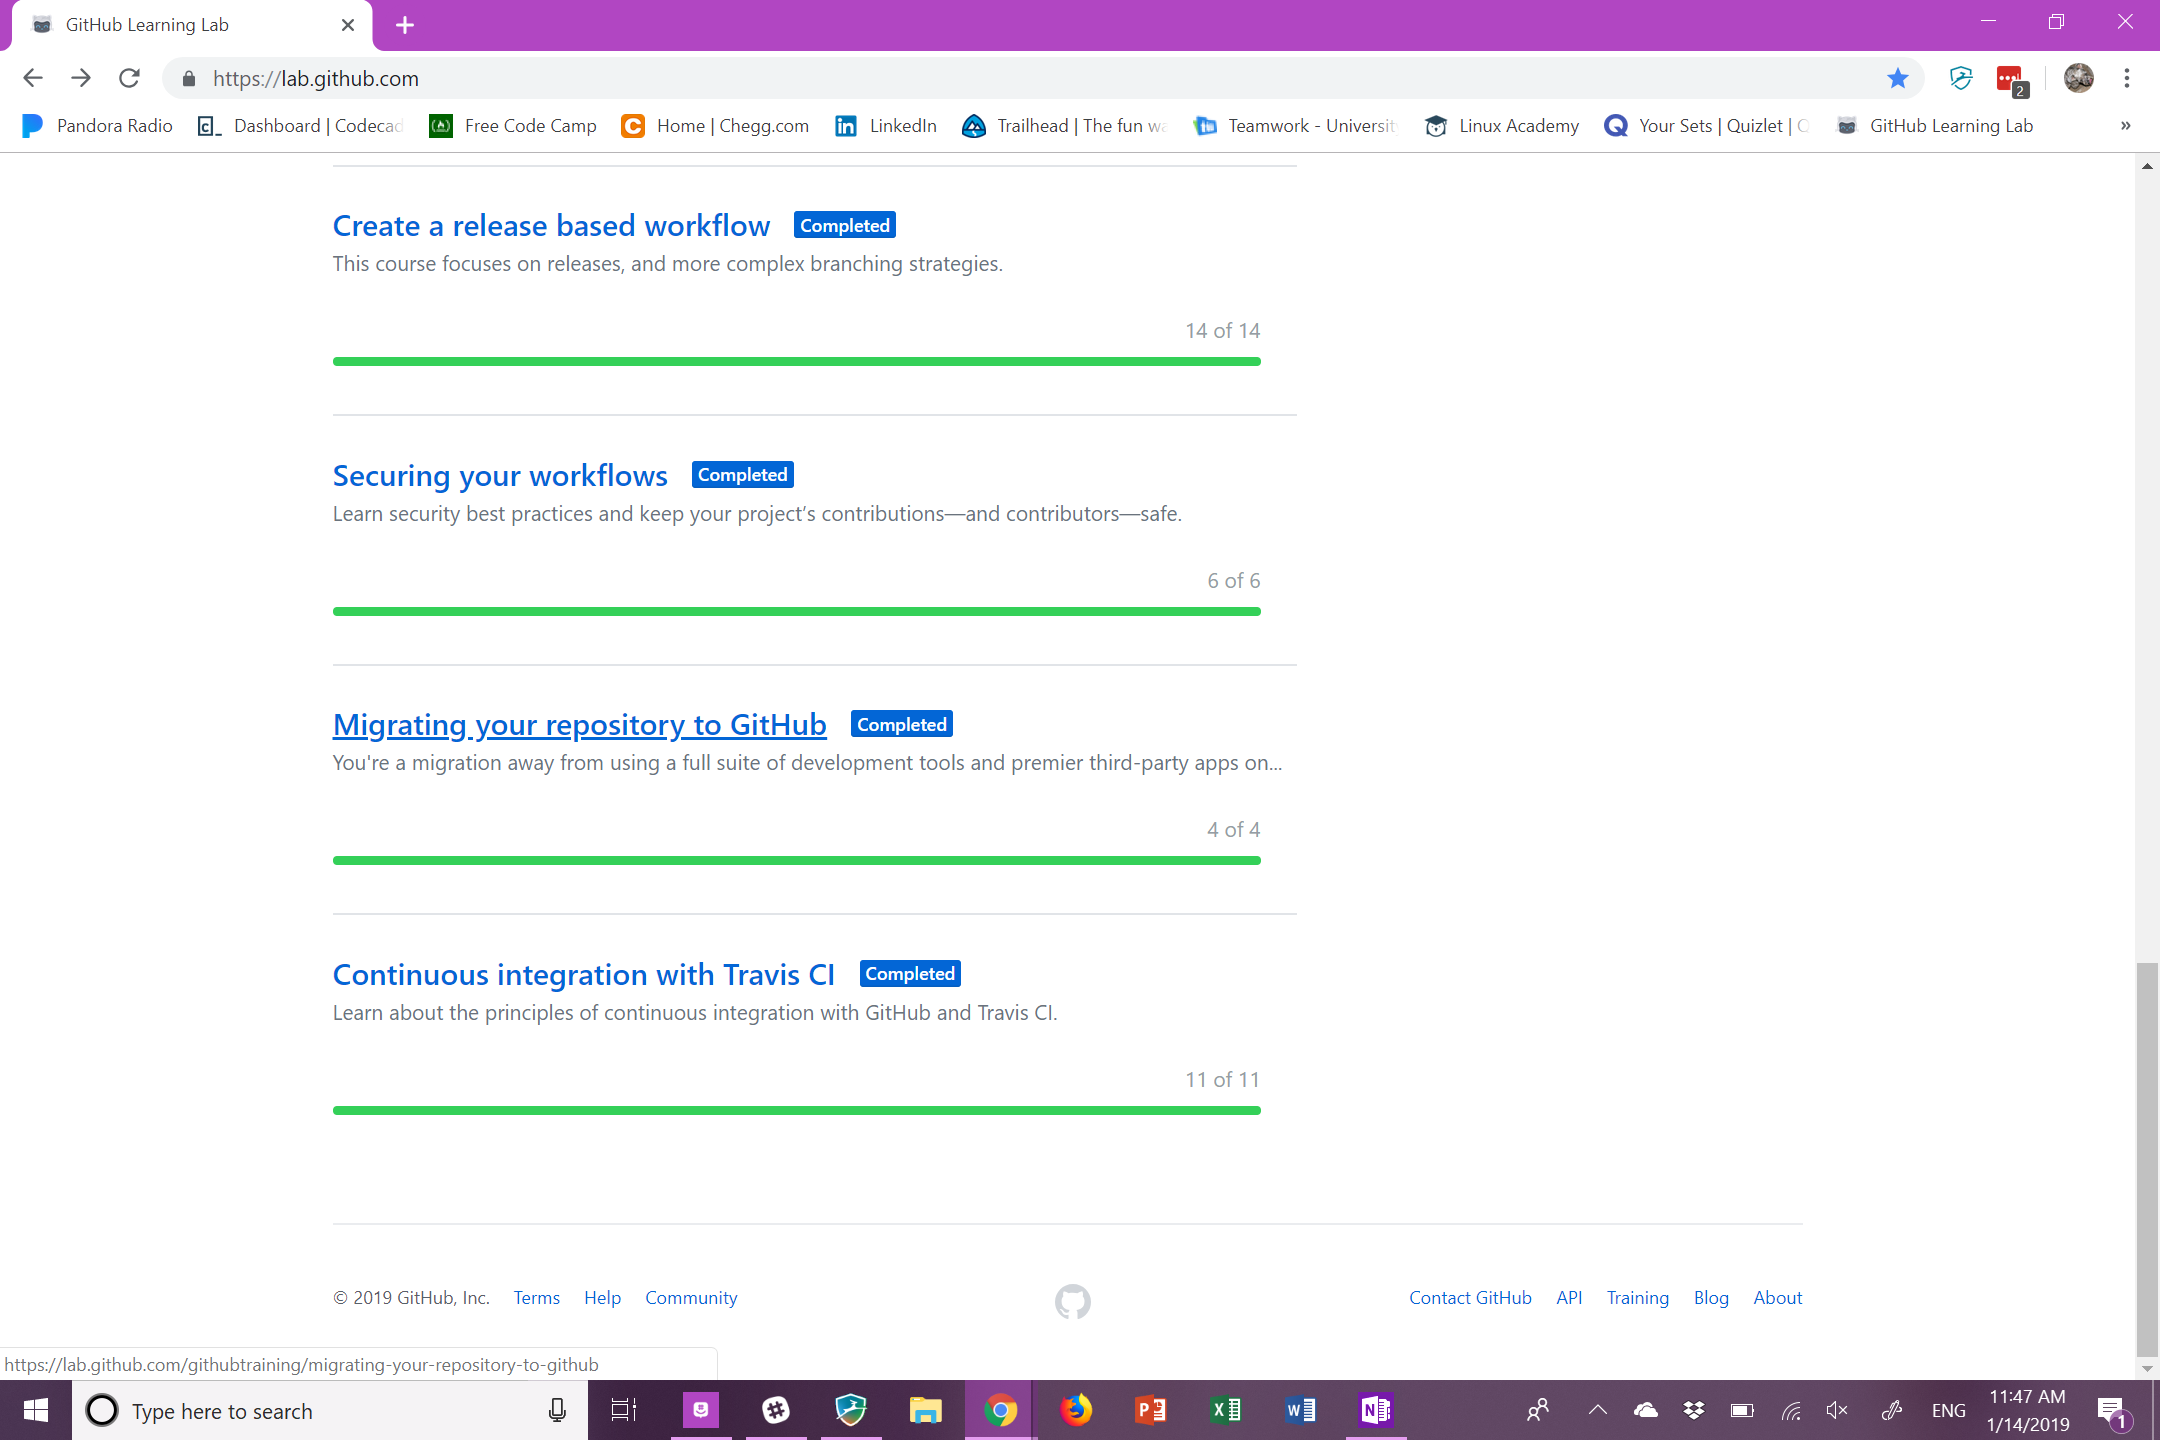 GitHub Learning Lab
https://lab.github.com
2
Pandora Radio Dashboard | Codecad Free Code Camp Home | Chegg.com LinkedIn Trailhead | The fun wa Teamwork - Universit Linux Academy Your Sets | Quizlet | GitHub Learning Lab »
Create a release based workflow Completed
This course focuses on releases, and more complex branching strategies.
14 of 14
Securing your workflows Completed
Learn security best practices and keep your project's contributions—and contributors—safe.
6 of 6
Migrating your repository to GitHub Completed
You're a migration away from using a full suite of development tools and premier third-party apps on...
4 of 4
Continuous integration with Travis CI Completed
Learn about the principles of continuous integration with GitHub and Travis CI.
11 of 11
© 2019 GitHub, Inc. Terms Help Community Contact GitHub API Training Blog About
https://lab.github.com/githubtraining/migrating-your-repository-to-github
Type here to search
ENG
11:47 AM
1/14/2019
1